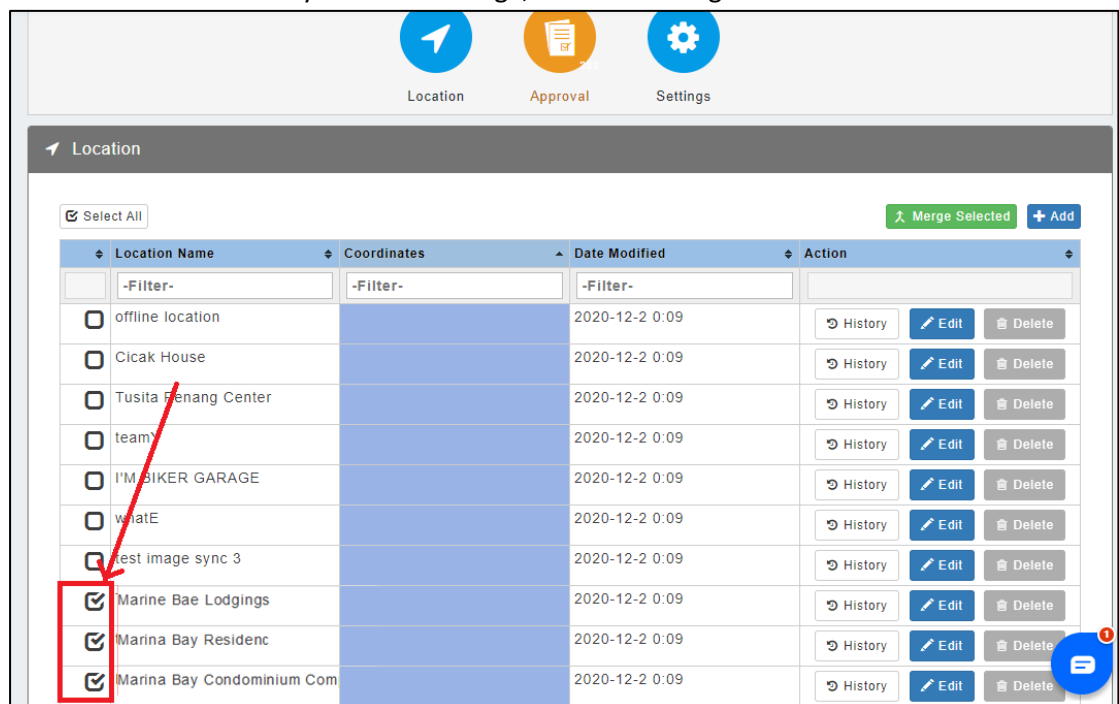 Location Approval Settings
Location
Select All Merge Selected Add
Location Name Coordinates Date Modified Action
-Filter- -Filter- -Filter-
offline location 2020-12-2 0:09 History Edit Delete
Cicak House 2020-12-2 0:09 History Edit Delete
Tusita Penang Center 2020-12-2 0:09 History Edit Delete
teamY 2020-12-2 0:09 History Edit Delete
I'M BIKER GARAGE 2020-12-2 0:09 History Edit Delete
whatE 2020-12-2 0:09 History Edit Delete
test image sync 3 2020-12-2 0:09 History Edit Delete
Marine Bae Lodgings 2020-12-2 0:09 History Edit Delete
Marina Bay Residenc 2020-12-2 0:09 History Edit Delete
1
Marina Bay Condominium Com 2020-12-2 0:09 History Edit Delete